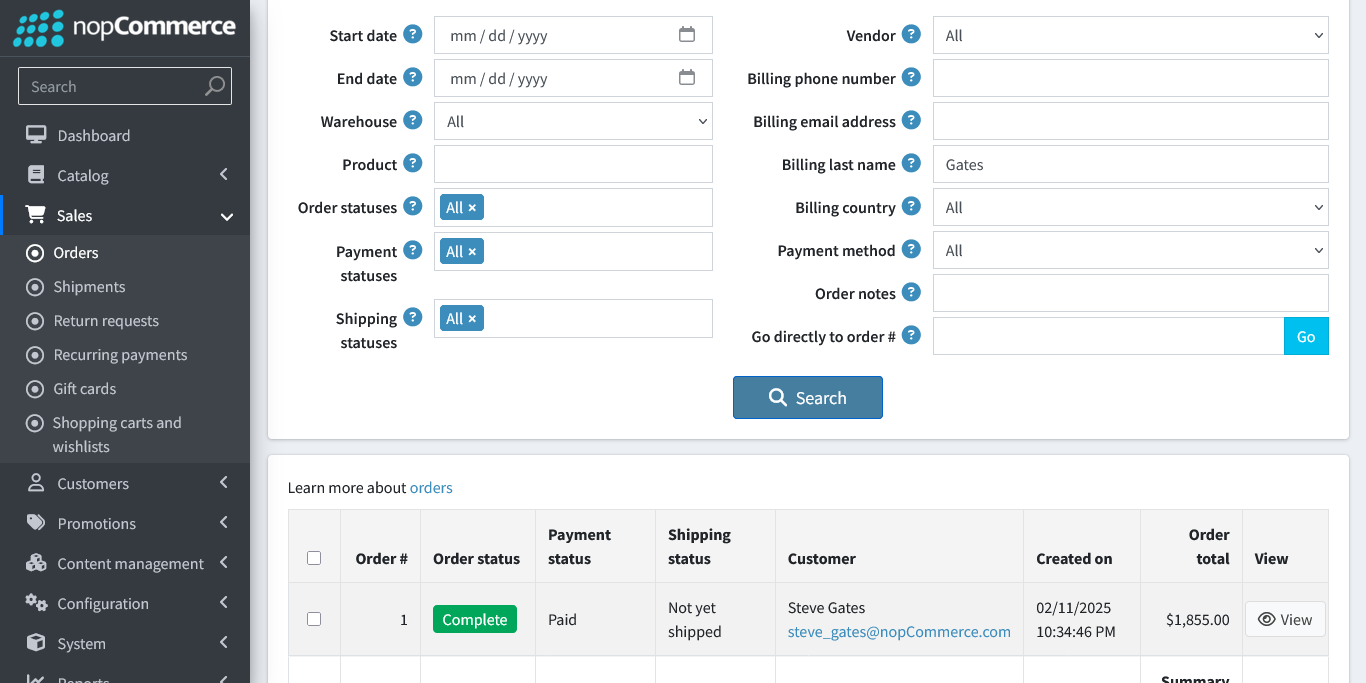 nopCommerce
Search
Dashboard
Catalog
Sales
Orders
Shipments
Return requests
Recurring payments
Gift cards
Shopping carts and
wishlists
Customers
Promotions
Content management
Configuration
System
Reports
Start date ? mm / dd / yyyy
End date ? mm / dd / yyyy
Warehouse ? All
Product ?
Order statuses ? All ×
Payment ? All ×
statuses
Shipping ? All ×
statuses
Vendor ? All
Billing phone number ?
Billing email address ?
Billing last name ? Gates
Billing country ? All
Payment method ? All
Order notes ?
Go directly to order # ? Go
Search
Learn more about orders
Order # Order status Payment status Shipping status Customer Created on Order total View
1 Complete Paid Not yet shipped Steve Gates 02/11/2025 $1,855.00 View
steve_gates@nopCommerce.com 10:34:46 PM
Summary